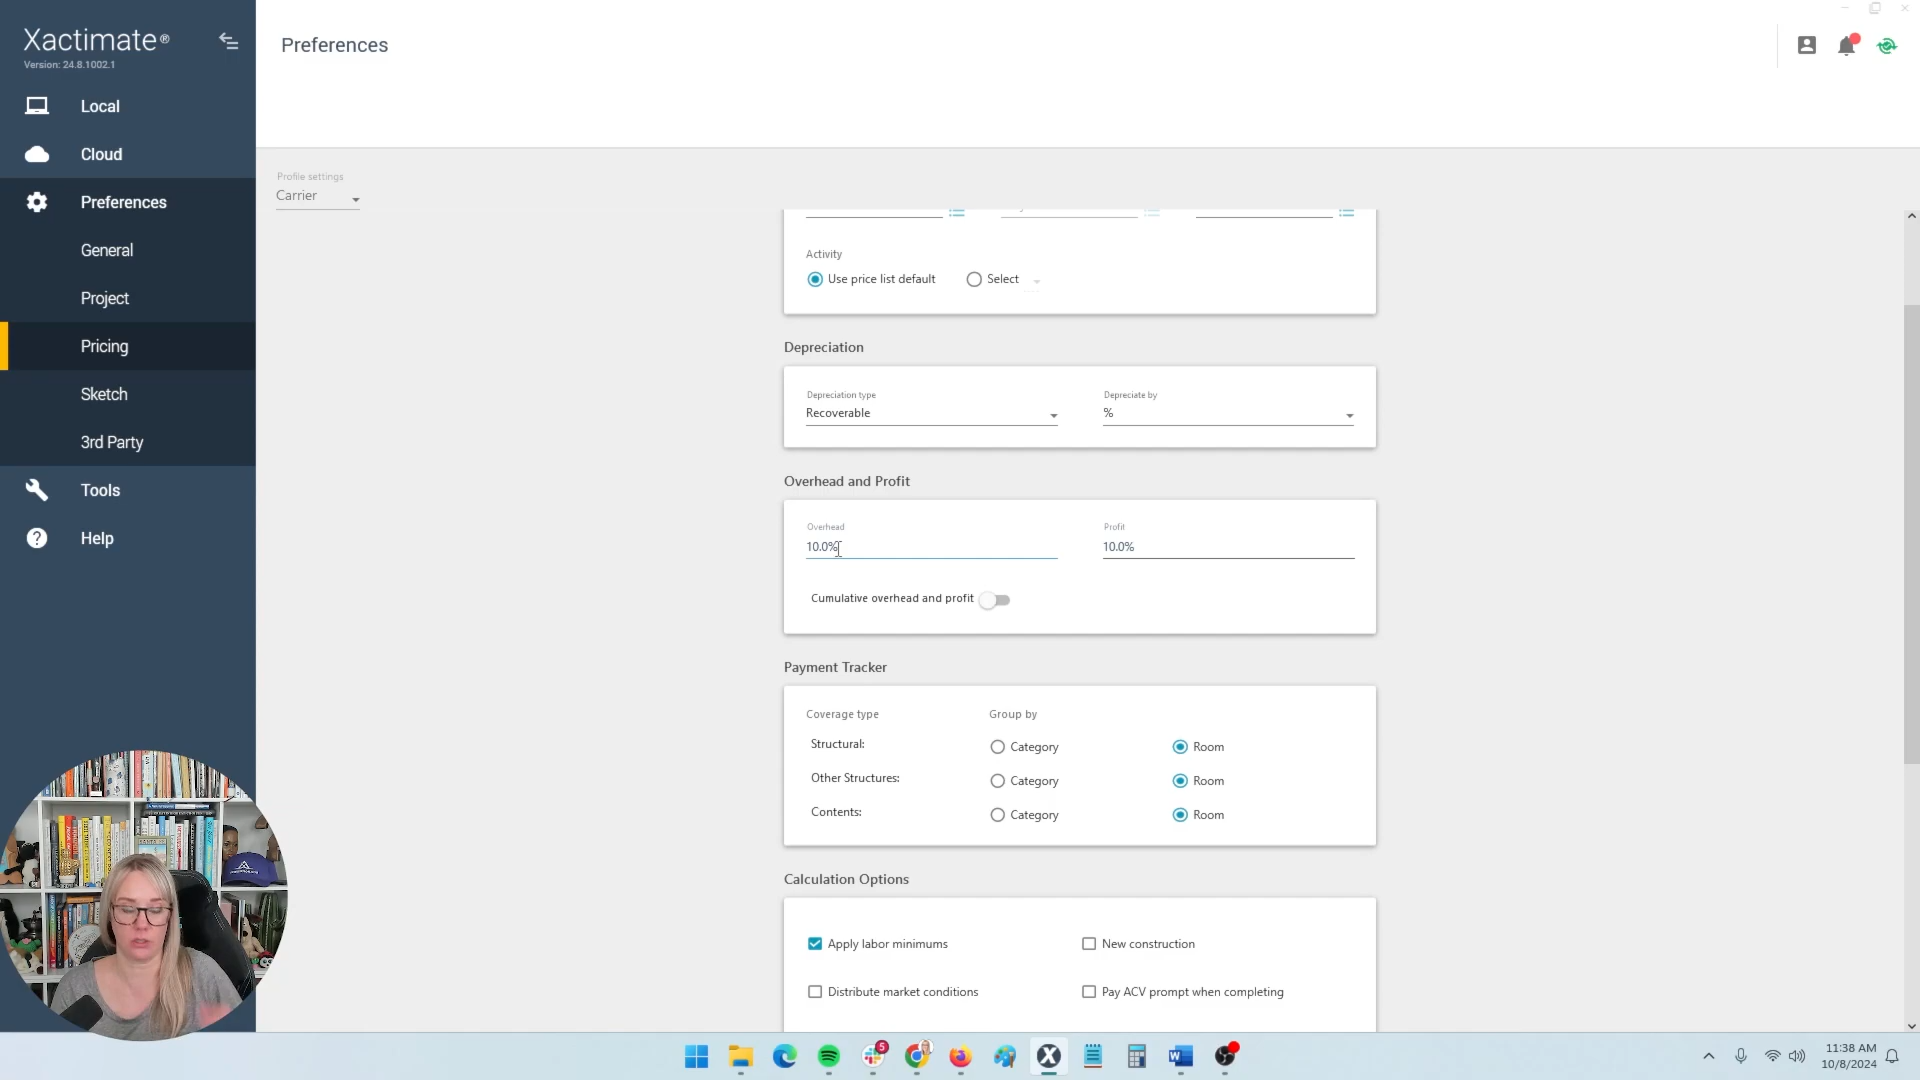 Xactimate®
Version: 24.8.1002.1
Local
Cloud
Preferences
General
Project
Pricing
Sketch
3rd Party
Tools
Help
Preferences
Profile settings
Carrier
Activity
Use price list default
Select
Depreciation
Depreciation type
Recoverable
Depreciate by
%
Overhead and Profit
Overhead
10.0%
Profit
10.0%
Cumulative overhead and profit
Payment Tracker
Coverage type
Group by
Structural:
Category
Room
Other Structures:
Category
Room
Contents:
Category
Room
Calculation Options
Apply labor minimums
New construction
Distribute market conditions
Pay ACV prompt when completing
5
11:38 AM
10/8/2024